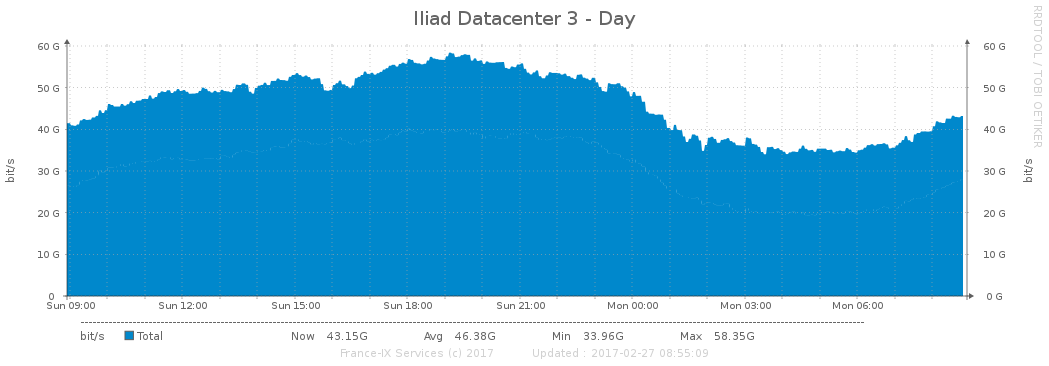 Iliad Datacenter 3 - Day
RRDTOOL / TOBI OETIKER
bit/s
bit/s
60 G 60 G
50 G 50 G
40 G 40 G
30 G 30 G
20 G 20 G
10 G 10 G
0 0 G
Sun 09:00 Sun 12:00 Sun 15:00 Sun 18:00 Sun 21:00 Mon 00:00 Mon 03:00 Mon 06:00
bit/s Total Now 43.15G Avg 46.38G Min 33.96G Max 58.35G
France-IX Services (c) 2017 Updated : 2017-02-27 08:55:09